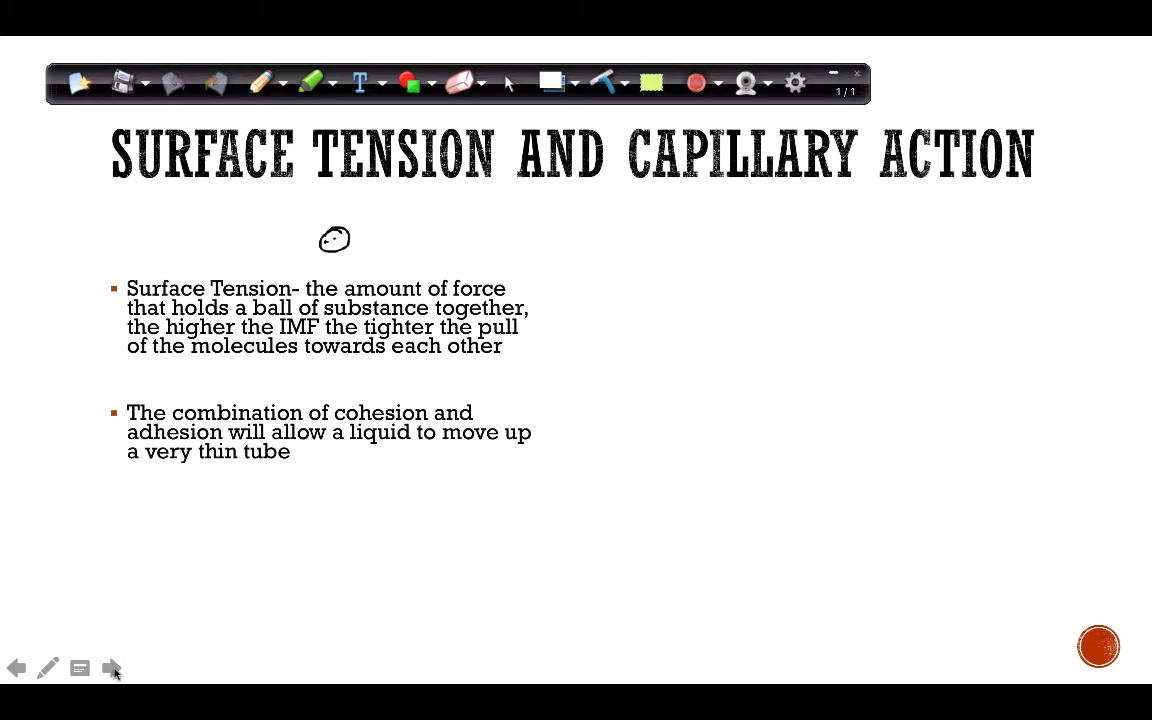 1 / 1
SURFACE TENSION AND CAPILLARY ACTION
Surface Tension- the amount of force
that holds a ball of substance together,
the higher the IMF the tighter the pull
of the molecules towards each other
The combination of cohesion and
adhesion will allow a liquid to move up
a very thin tube